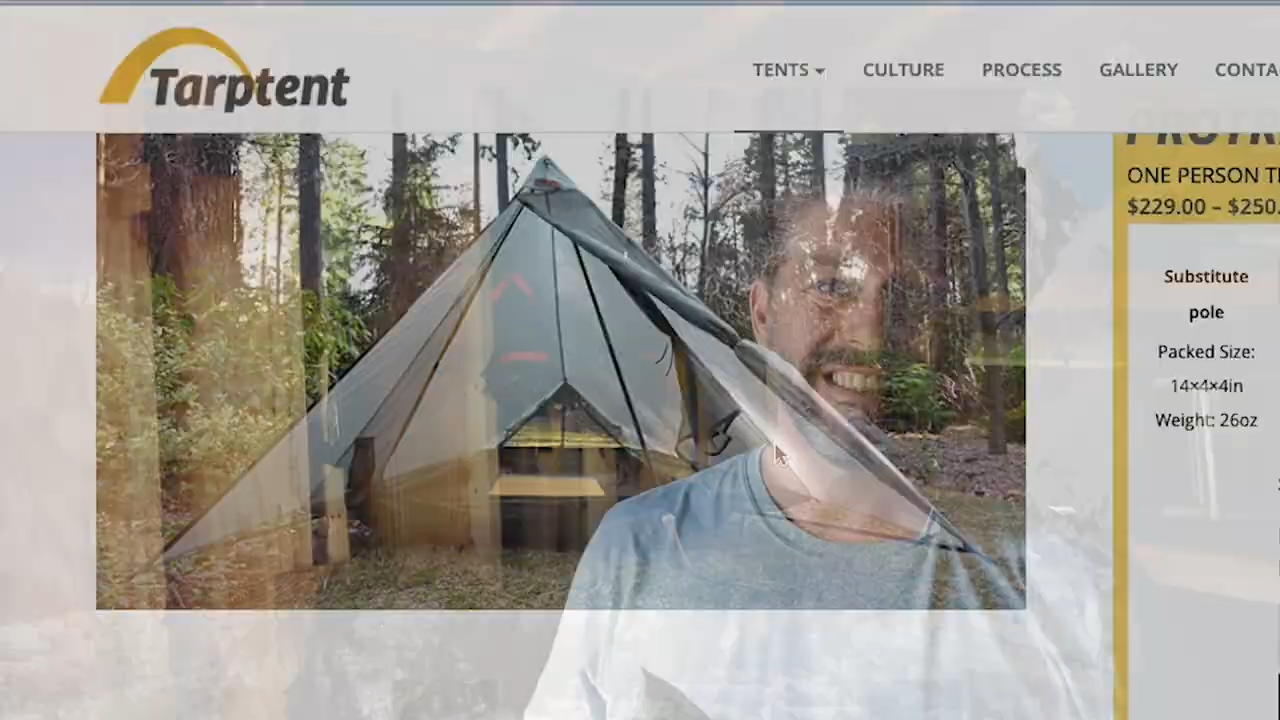 Tarptent
TENTS
CULTURE
PROCESS
GALLERY
ONE PERSON
$229.00 – $250.
Substitute
pole
Packed Size:
14×4×4in
Weight: 26oz